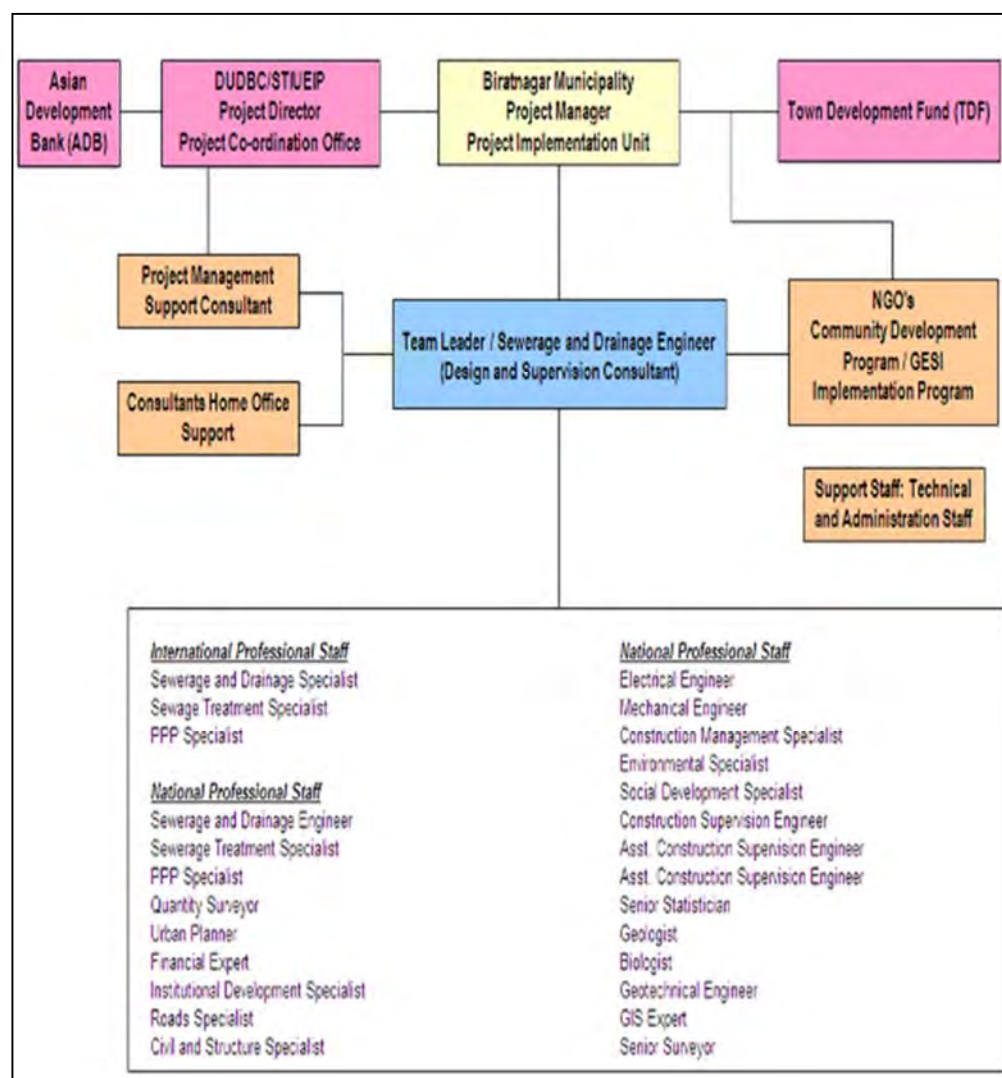 Asian
Development
Bank (ADB)
DUDBC/STIUEIP
Project Director
Project Co-ordination Office
Biratnagar Municipality
Project Manager
Project Implementation Unit
Town Development Fund (TDF)
Project Management
Support Consultant
Consultants Home Office
Support
Team Leader / Sewerage and Drainage Engineer
(Design and Supervision Consultant)
NGO's
Community Development
Program / GESI
Implementation Program
Support Staff: Technical
and Administration Staff
International Professional Staff
Sewerage and Drainage Specialist
Sewage Treatment Specialist
PPP Specialist
National Professional Staff
Sewerage and Drainage Engineer
Sewerage Treatment Specialist
PPP Specialist
Quantity Surveyor
Urban Planner
Financial Expert
Institutional Development Specialist
Roads Specialist
Civil and Structure Specialist
National Professional Staff
Electrical Engineer
Mechanical Engineer
Construction Management Specialist
Environmental Specialist
Social Development Specialist
Construction Supervision Engineer
Asst. Construction Supervision Engineer
Asst. Construction Supervision Engineer
Senior Statistician
Geologist
Biologist
Geotechnical Engineer
GIS Expert
Senior Surveyor